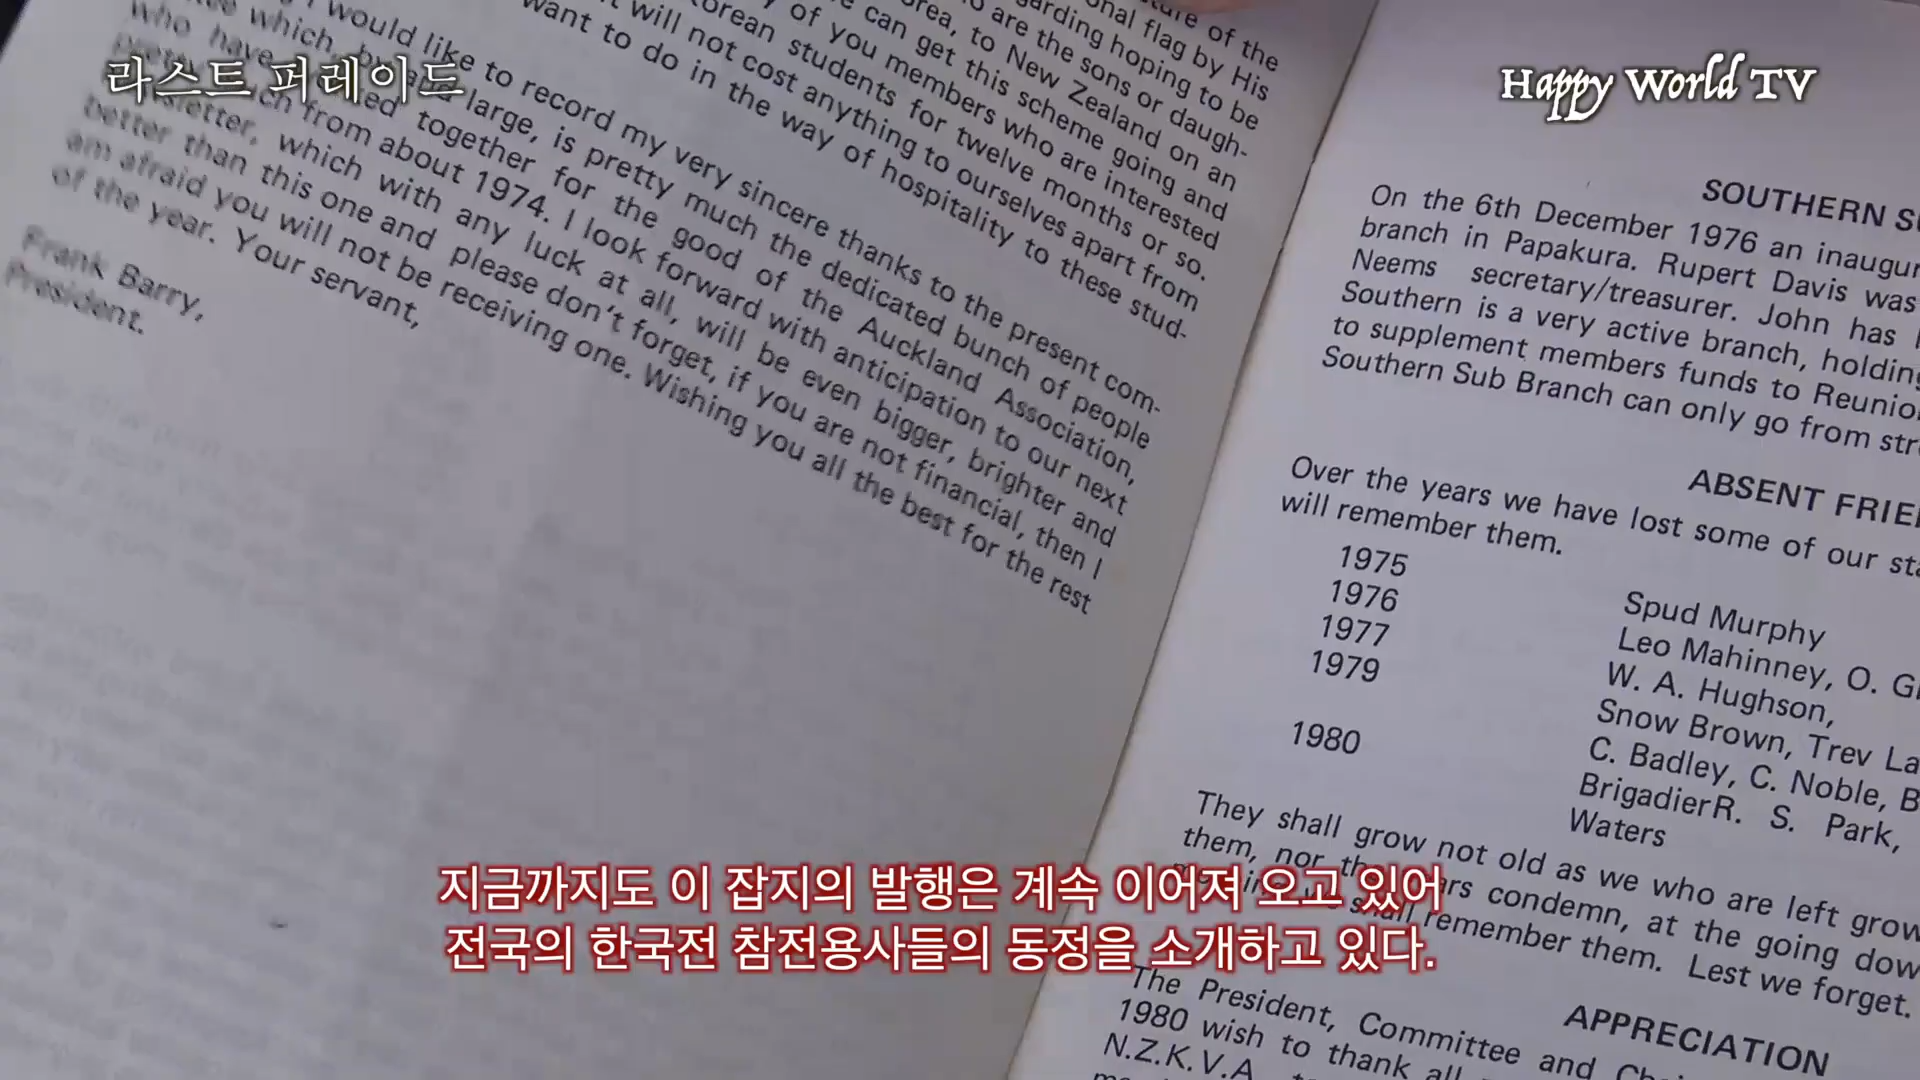 라스트 퍼레이드
Happy World TV
ture of the
onal flag by His
arding hoping to be
o are the sons or daugh-
orea, to New Zealand on an
e can get this scheme going and
y of you members who are interested
orean students for twelve months or so.
t will not cost anything to ourselves apart from
want to do in the way of hospitality to these stud-
would like to record my very sincere thanks to the present com-
which, by and large, is pretty much the dedicated bunch of people
who have together for the good of the Auckland Association,
pretty much from about 1974. I look forward with anticipation to our next
newsletter, which with any luck at all, will be even bigger, brighter and
better than this one and please don't forget, if you are not financial, then I
am afraid you will not be receiving one. Wishing you all the best for the rest
of the year. Your servant,
Frank Barry,
President.
SOUTHERN SU
On the 6th December 1976 an inaugur
branch in Papakura. Rupert Davis was
Neems secretary/treasurer. John has
Southern is a very active branch, holding
to supplement members funds to Reunio
Southern Sub Branch can only go from stre
ABSENT FRIE
Over the years we have lost some of our sta
will remember them.
1975 Spud Murphy
1976 Leo Mahinney, O. Gl
1977 W. A. Hughson,
1979 Snow Brown, Trev La
C. Badley, C. Noble, B
1980 Brigadier R. S. Park,
Waters
They shall grow not old as we who are left grow
them, nor the years condemn, at the going dow
shall remember them. Lest we forget.
APPRECIATION
The President, Committee and
1980 wish to thank all
N.Z.K.V.A.
지금까지도 이 잡지의 발행은 계속 이어져 오고 있어
전국의 한국전 참전용사들의 동정을 소개하고 있다.